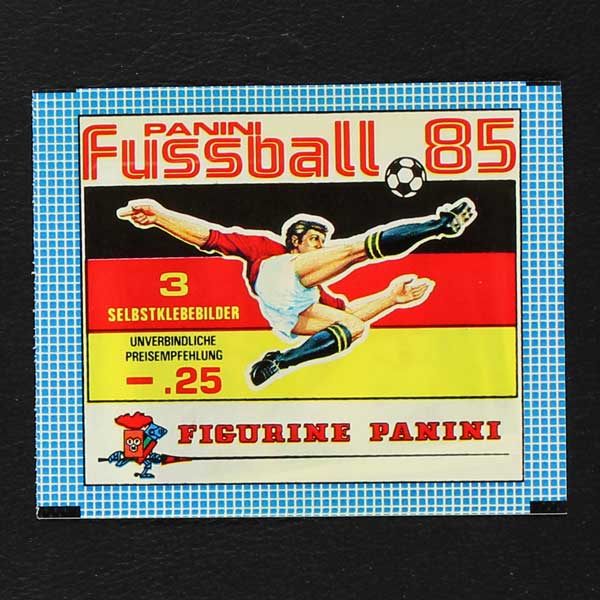 PANINI
Fussball 85
3
SELBSTKLEBEBILDER
UNVERBINDLICHE
PREISEMPFEHLUNG
-.25
FIGURINE PANINI